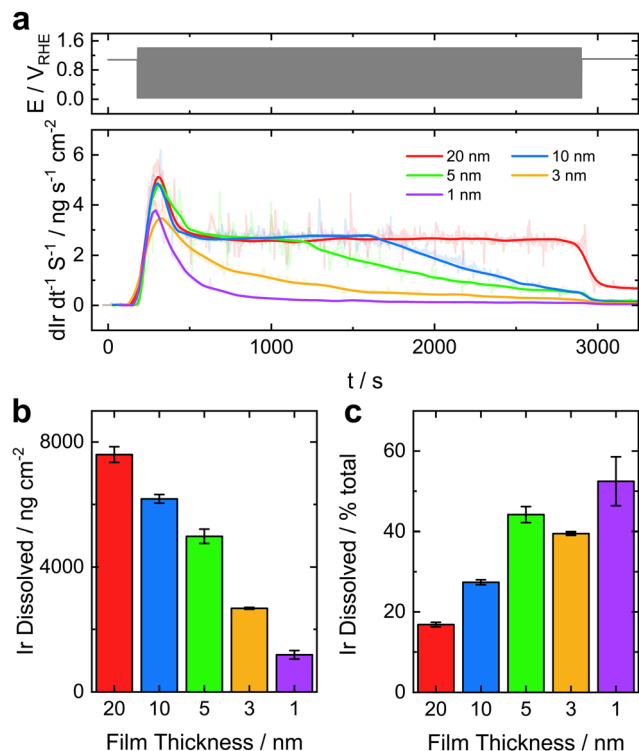 a
E / V_RHE
1.6
0.8
0.0
dIr dt⁻¹ S⁻¹ / ng s⁻¹ cm⁻²
6
4
2
0
20 nm
10 nm
5 nm
3 nm
1 nm
0
1000
2000
3000
t / s
b
Ir Dissolved / ng cm⁻²
8000
4000
0
20
10
5
3
1
Film Thickness / nm
c
Ir Dissolved / % total
60
40
20
0
20
10
5
3
1
Film Thickness / nm